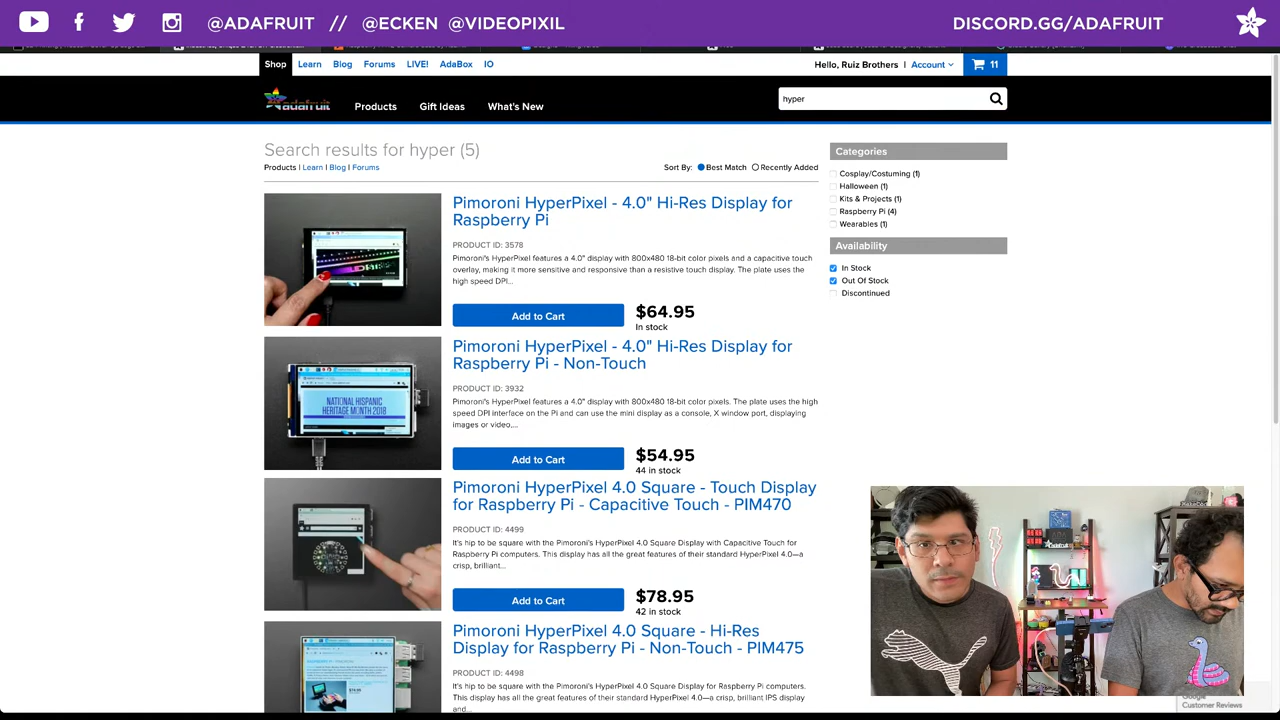 @ADAFRUIT // @ECKEN @VIDEOPIXIL
DISCORD.GG/ADAFRUIT
Shop Learn Blog Forums LIVE! AdaBox IO
Hello, Ruiz Brothers | Account 11
adafruit Products Gift Ideas What's New
hyper
Search results for hyper (5)
Products | Learn | Blog | Forums
Sort By: Best Match Recently Added
Pimoroni HyperPixel - 4.0" Hi-Res Display for
Raspberry Pi
PRODUCT ID: 3578
Pimoroni's HyperPixel features a 4.0" display with 800x480 18-bit color pixels and a capacitive touch
overlay, making it more sensitive and responsive than a resistive touch display. The plate uses the
high speed DPI...
Add to Cart
$64.95
In stock
Pimoroni HyperPixel - 4.0" Hi-Res Display for
Raspberry Pi - Non-Touch
PRODUCT ID: 3932
Pimoroni's HyperPixel features a 4.0" display with 800x480 18-bit color pixels. The plate uses the high
speed DPI interface on the Pi and can use the mini display as a console, X window port, displaying
images or video,...
NATIONAL HISPANIC
HERITAGE MONTH 2018
Add to Cart
$54.95
44 in stock
Pimoroni HyperPixel 4.0 Square - Touch Display
for Raspberry Pi - Capacitive Touch - PIM470
PRODUCT ID: 4499
It's hip to be square with the Pimoroni's HyperPixel 4.0 Square Display with Capacitive Touch for
Raspberry Pi computers. This display has all the great features of their standard HyperPixel 4.0—a
crisp, brilliant...
Add to Cart
$78.95
42 in stock
Pimoroni HyperPixel 4.0 Square - Hi-Res
Display for Raspberry Pi - Non-Touch - PIM475
PRODUCT ID: 4498
It's hip to be square with the Pimoroni's HyperPixel 4.0 Square Display for Raspberry Pi computers.
This display has all the great features of their standard HyperPixel 4.0—a crisp, brilliant IPS display
and...
Categories
Cosplay/Costuming (1)
Halloween (1)
Kits & Projects (1)
Raspberry Pi (4)
Wearables (1)
Availability
In Stock
Out Of Stock
Discontinued
Google
Customer Reviews